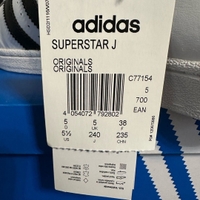 adidas
SUPERSTAR J
ORIGINALS
ORIGINALS
C77154
5
700
EAN
4 054072 792802
5 5 38
D UK F
5½ 240 235
US J CHN